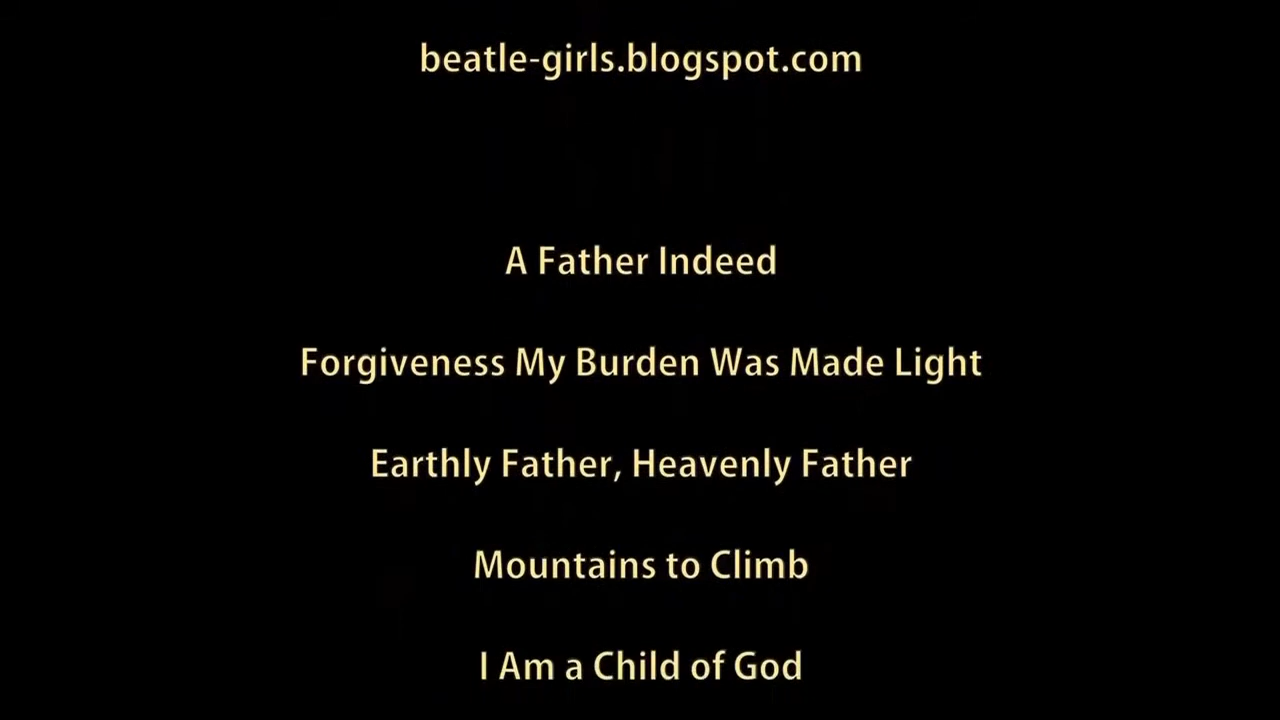 beatle-girls.blogspot.com
A Father Indeed
Forgiveness My Burden Was Made Light
Earthly Father, Heavenly Father
Mountains to Climb
I Am a Child of God